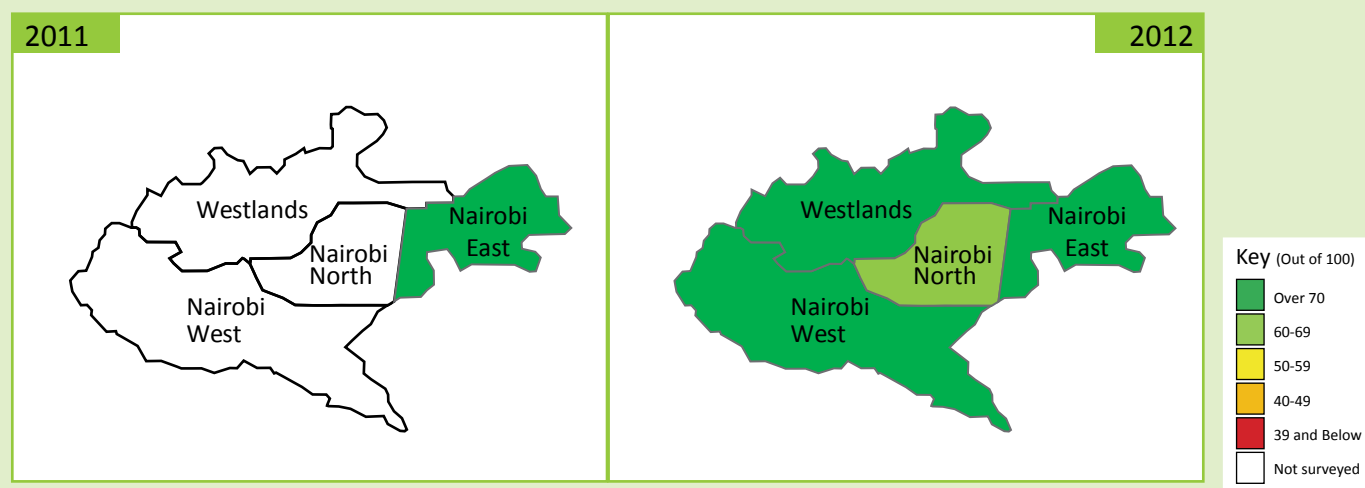 2011
Westlands
Nairobi
East
Nairobi
North
Nairobi
West
2012
Westlands
Nairobi
East
Nairobi
North
Nairobi
West
Key (Out of 100)
Over 70
60-69
50-59
40-49
39 and Below
Not surveyed